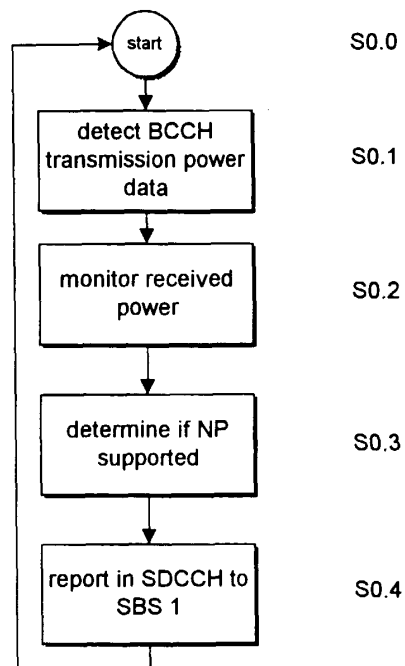 start
S0.0
detect BCCH
transmission power
data
S0.1
monitor received
power
S0.2
determine if NP
supported
S0.3
report in SDCCH to
SBS 1
S0.4